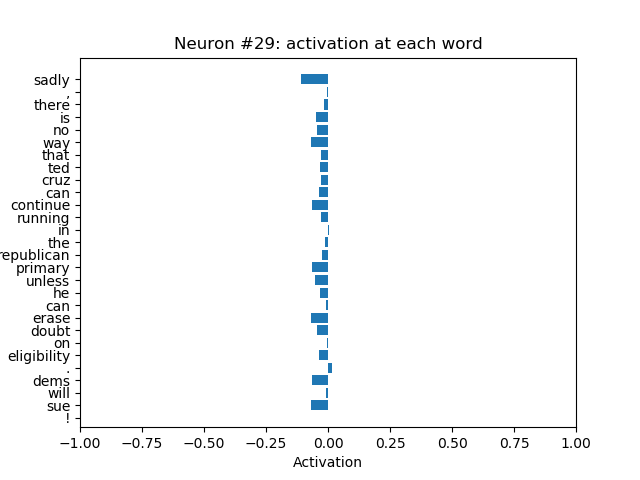 Neuron #29: activation at each word
sadly
,
there
is
no
way
that
ted
cruz
can
continue
running
in
the
republican
primary
unless
he
can
erase
doubt
on
eligibility
.
dems
will
sue
!
−1.00 −0.75 −0.50 −0.25 0.00 0.25 0.50 0.75 1.00
Activation